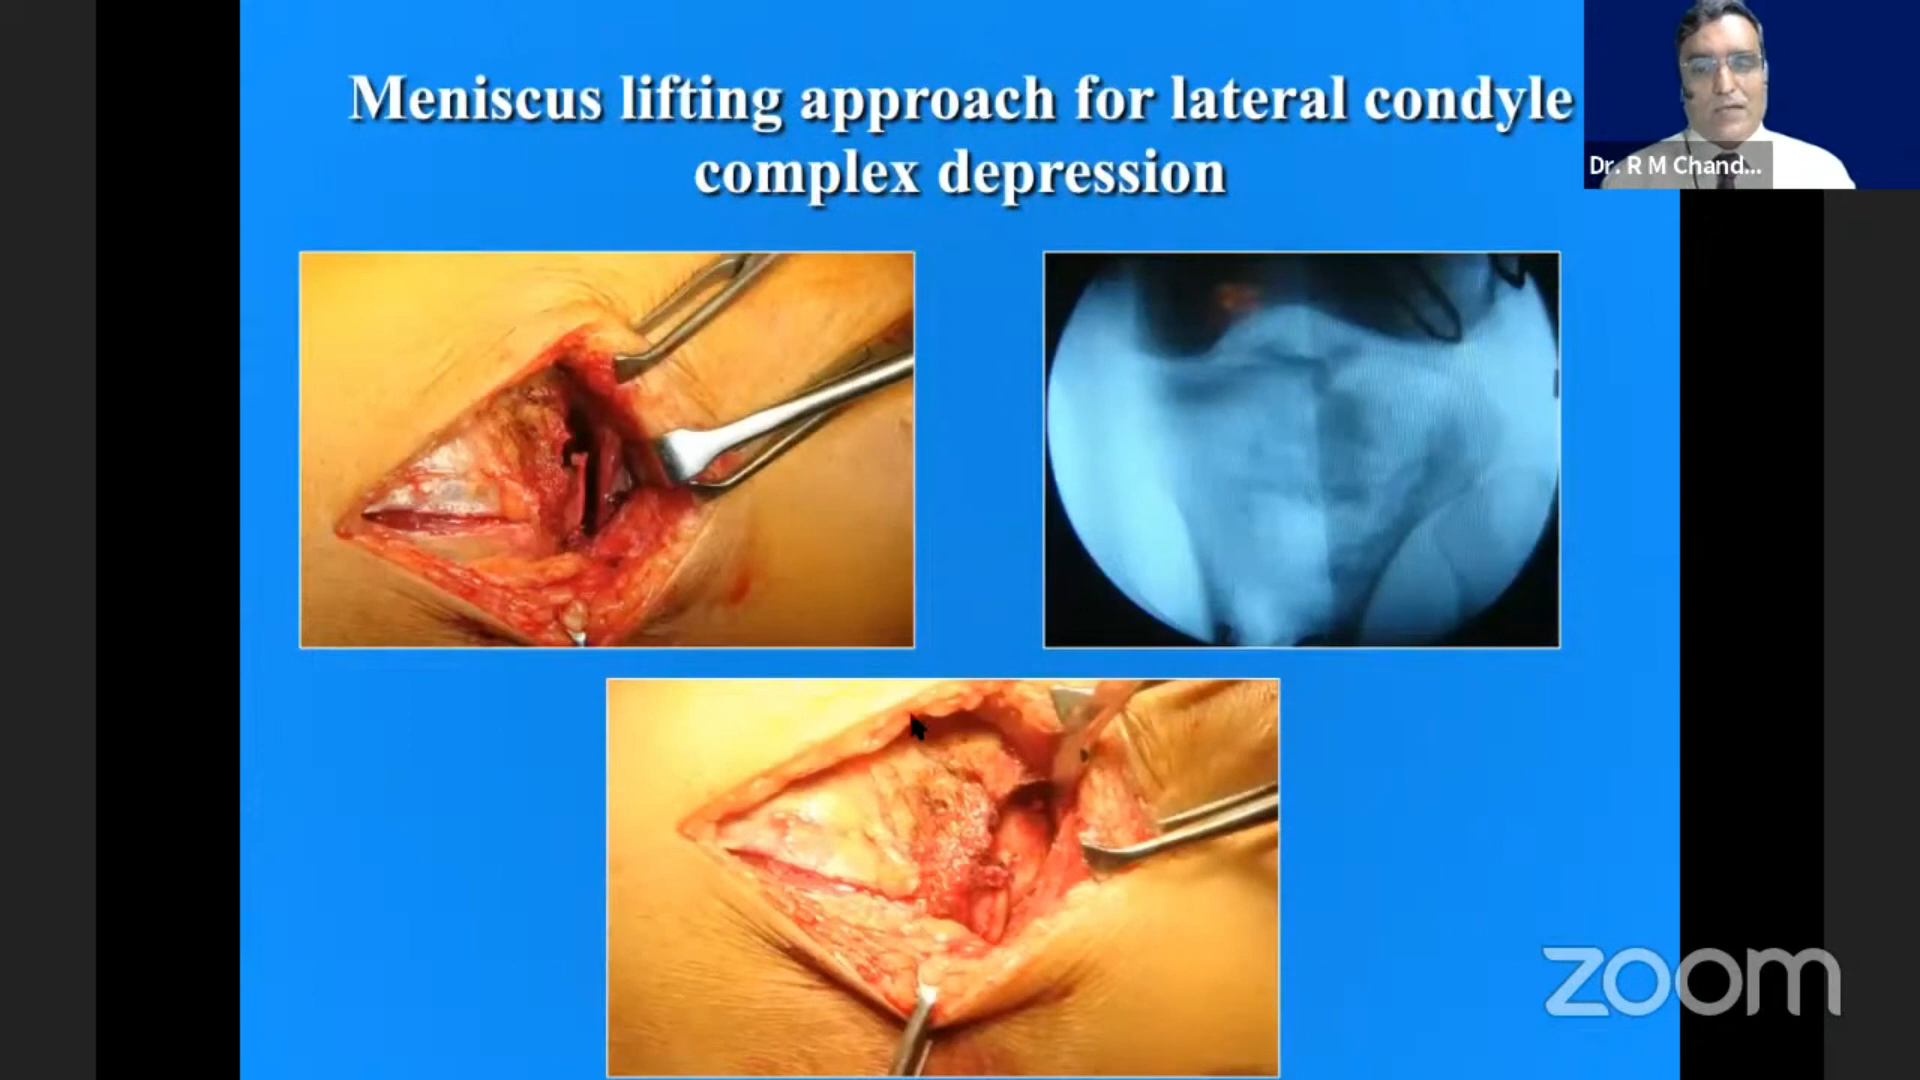 Meniscus lifting approach for lateral condyle
complex depression
Dr. R M Chand...
zoom